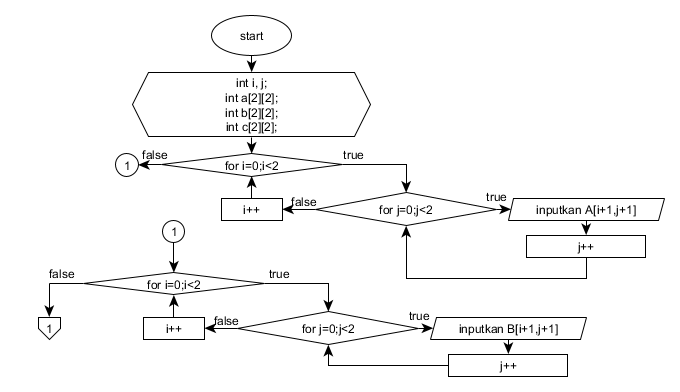 start
int i, j;
int a[2][2];
int b[2][2];
int c[2][2];
1
false
for i=0;i<2
true
i++
false
for j=0;j<2
true
inputkan A[i+1,j+1]
j++
1
false
for i=0;i<2
true
1
i++
false
for j=0;j<2
true
inputkan B[i+1,j+1]
j++